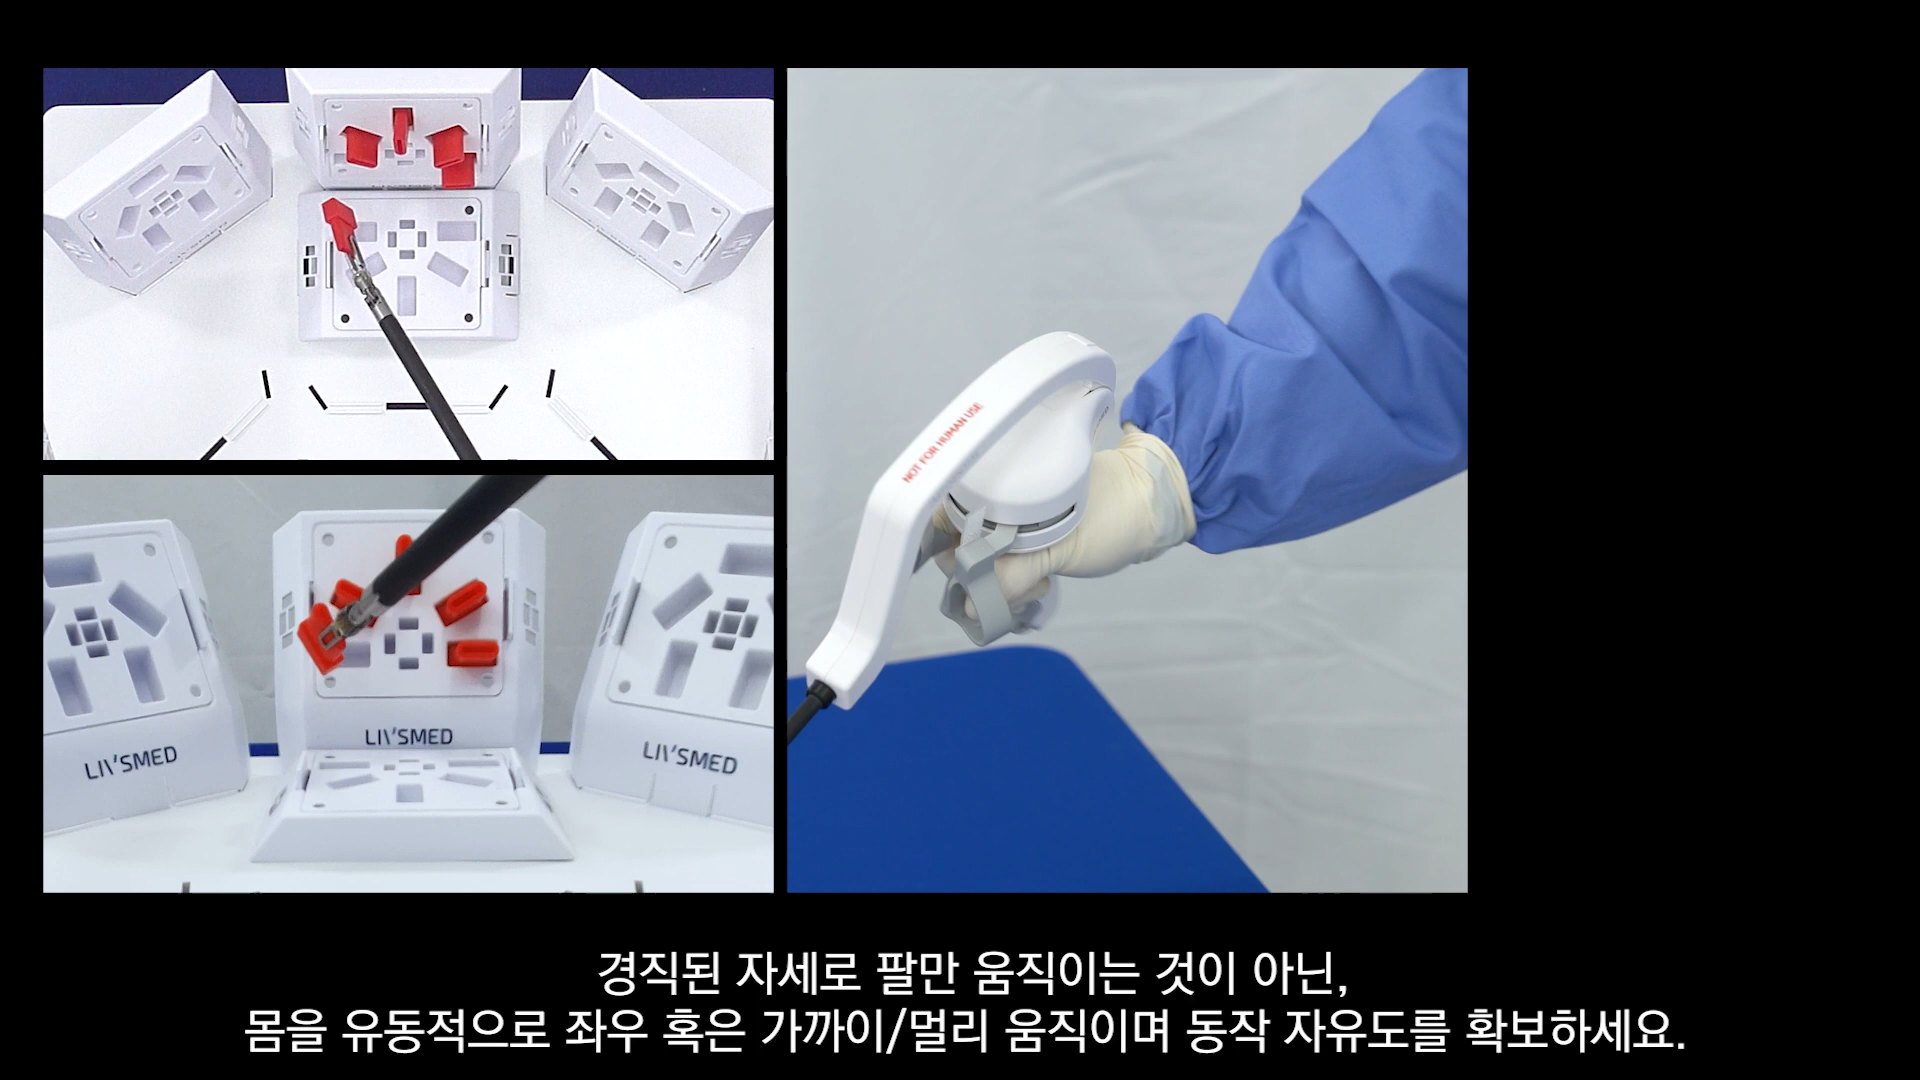 NOT FOR HUMAN USE
LIVSMED
LIVSMED
LIVSMED
경직된 자세로 팔만 움직이는 것이 아닌,
몸을 유동적으로 좌우 혹은 가까이/멀리 움직이며 동작 자유도를 확보하세요.